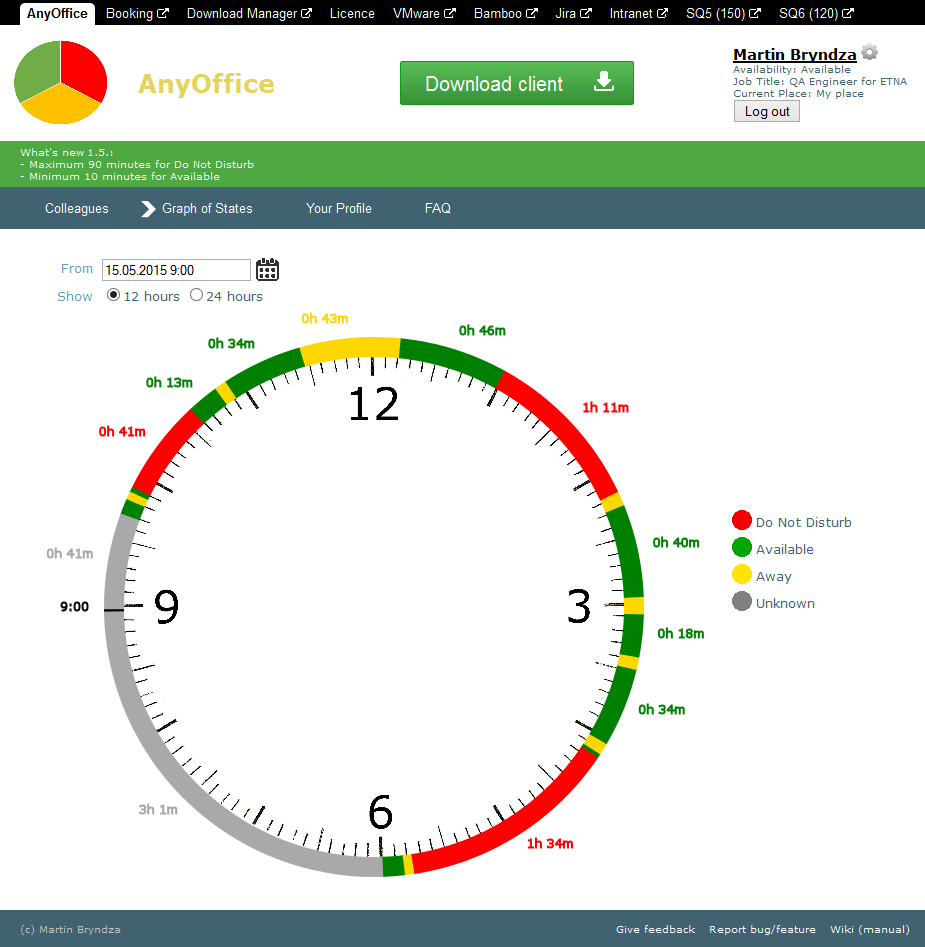 AnyOffice Booking Download Manager Licence VMware Bamboo Jira Intranet SQ5 (150) SQ6 (120)
AnyOffice
Download client
Martin Bryndza
Availability: Available
Job Title: QA Engineer for ETNA
Current Place: My place
Log out
What's new 1.5.:
- Maximum 90 minutes for Do Not Disturb
- Minimum 10 minutes for Available
Colleagues Graph of States Your Profile FAQ
From 15.05.2015 9:00
Show 12 hours 24 hours
0h 43m
0h 46m
0h 34m
0h 13m
12
1h 11m
0h 41m
Do Not Disturb
0h 40m
Available
0h 41m
Away
9:00 9 3
Unknown
0h 18m
0h 34m
3h 1m
6
1h 34m
(c) Martin Bryndza Give feedback Report bug/feature Wiki (manual)